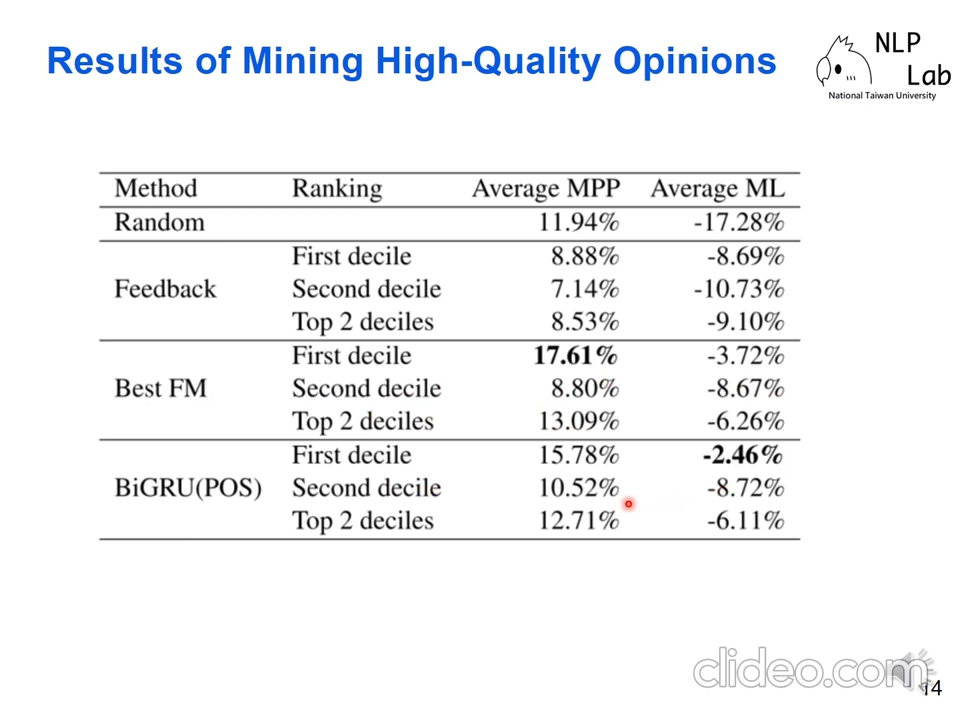 Results of Mining High-Quality Opinions
NLP
Lab
National Taiwan University
Method Ranking Average MPP Average ML
Random 11.94% -17.28%
First decile 8.88% -8.69%
Feedback Second decile 7.14% -10.73%
Top 2 deciles 8.53% -9.10%
First decile 17.61% -3.72%
Best FM Second decile 8.80% -8.67%
Top 2 deciles 13.09% -6.26%
First decile 15.78% -2.46%
BiGRU(POS) Second decile 10.52% -8.72%
Top 2 deciles 12.71% -6.11%
clideo.com
14